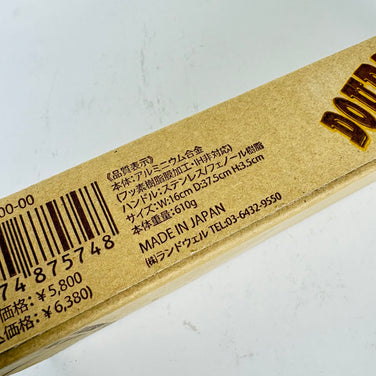 00-00
74 875748
価格：￥5,800
価格：￥6,380)
《品質表示》
本体：アルミニウム合金
(フッ素樹脂膜加工・IH非対応)
ハンドル：ステンレス/フェノール樹脂
サイズ：W:16cm D:37.5cm H:3.5cm
本体重量：610g
MADE IN JAPAN
㈱ランドウェル TEL:03-6432-9550